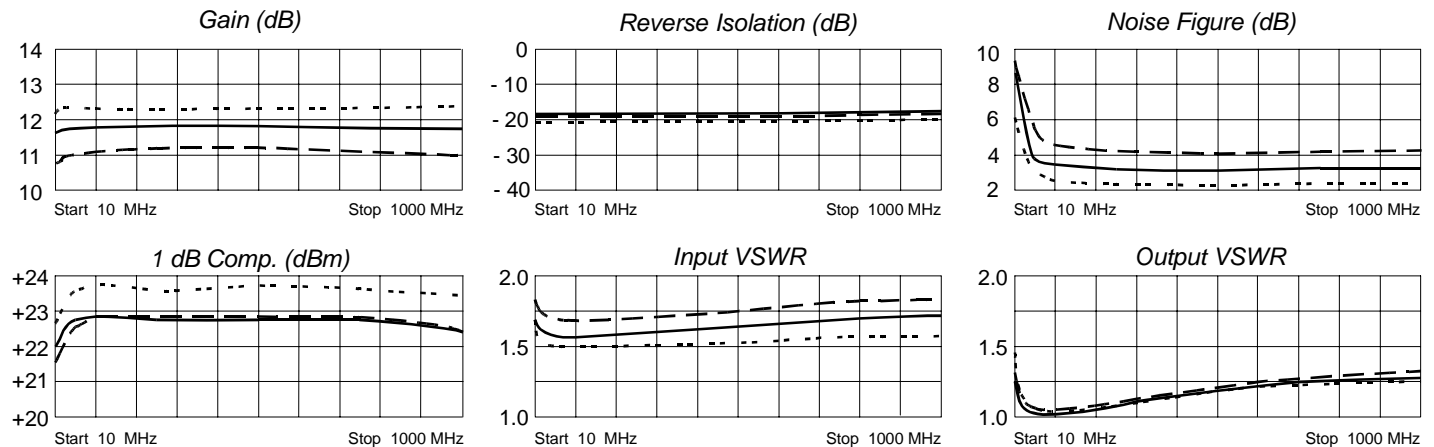 Gain (dB)
14
13
12
11
10
Start 10 MHz
Stop 1000 MHz
Reverse Isolation (dB)
0
- 10
- 20
- 30
- 40
Start 10 MHz
Stop 1000 MHz
Noise Figure (dB)
10
8
6
4
2
Start 10 MHz
Stop 1000 MHz
1 dB Comp. (dBm)
+24
+23
+22
+21
+20
Start 10 MHz
Stop 1000 MHz
Input VSWR
2.0
1.5
1.0
Start 10 MHz
Stop 1000 MHz
Output VSWR
2.0
1.5
1.0
Start 10 MHz
Stop 1000 MHz